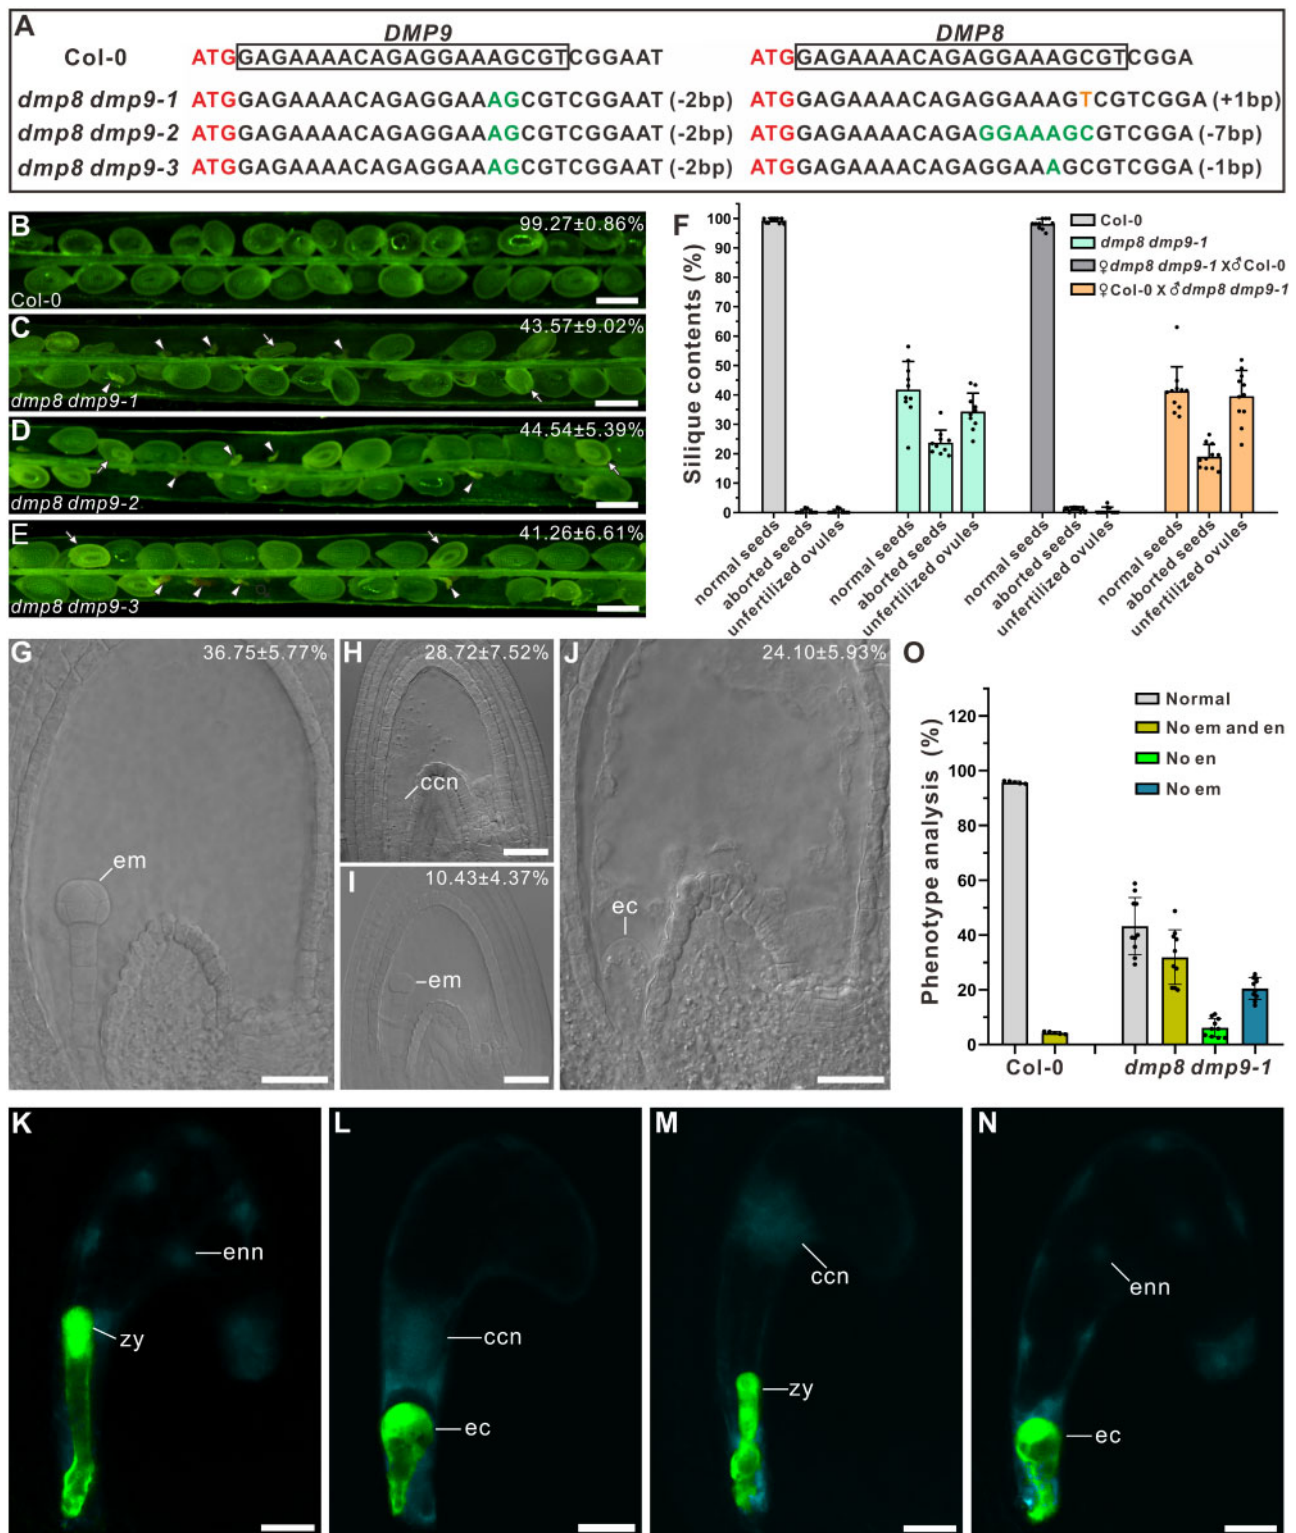 A
DMP9
DMP8
Col-0
ATGGAGAAAACAGAGGAAAGCGTCGGAAT
ATGGAGAAAACAGAGGAAAGCGTCGGA
dmp8 dmp9-1
ATGGAGAAAACAGAGGAAAGCGTCGGAAT (-2bp)
ATGGAGAAAACAGAGGAAAGTCGTCGGA (+1bp)
dmp8 dmp9-2
ATGGAGAAAACAGAGGAAAGCGTCGGAAT (-2bp)
ATGGAGAAAACAGAGGAAAGCGTCGGA (-7bp)
dmp8 dmp9-3
ATGGAGAAAACAGAGGAAAGCGTCGGAAT (-2bp)
ATGGAGAAAACAGAGGAAAGCGTCGGA (-1bp)
B
99.27±0.86%
Col-0
C
43.57±9.02%
dmp8 dmp9-1
D
44.54±5.39%
dmp8 dmp9-2
E
41.26±6.61%
dmp8 dmp9-3
F
Silique contents (%)
100
90
80
70
60
50
40
30
20
10
0
Col-0
dmp8 dmp9-1
♀dmp8 dmp9-1 X♂Col-0
♀Col-0 X♂dmp8 dmp9-1
normal seeds
aborted seeds
unfertilized ovules
normal seeds
aborted seeds
unfertilized ovules
normal seeds
aborted seeds
unfertilized ovules
normal seeds
aborted seeds
unfertilized ovules
G
36.75±5.77%
em
H
28.72±7.52%
ccn
I
10.43±4.37%
em
J
24.10±5.93%
ec
O
Phenotype analysis (%)
120
100
80
60
40
20
0
Normal
No em and en
No en
No em
Col-0
dmp8 dmp9-1
K
enn
zy
L
ccn
ec
M
ccn
zy
N
enn
ec